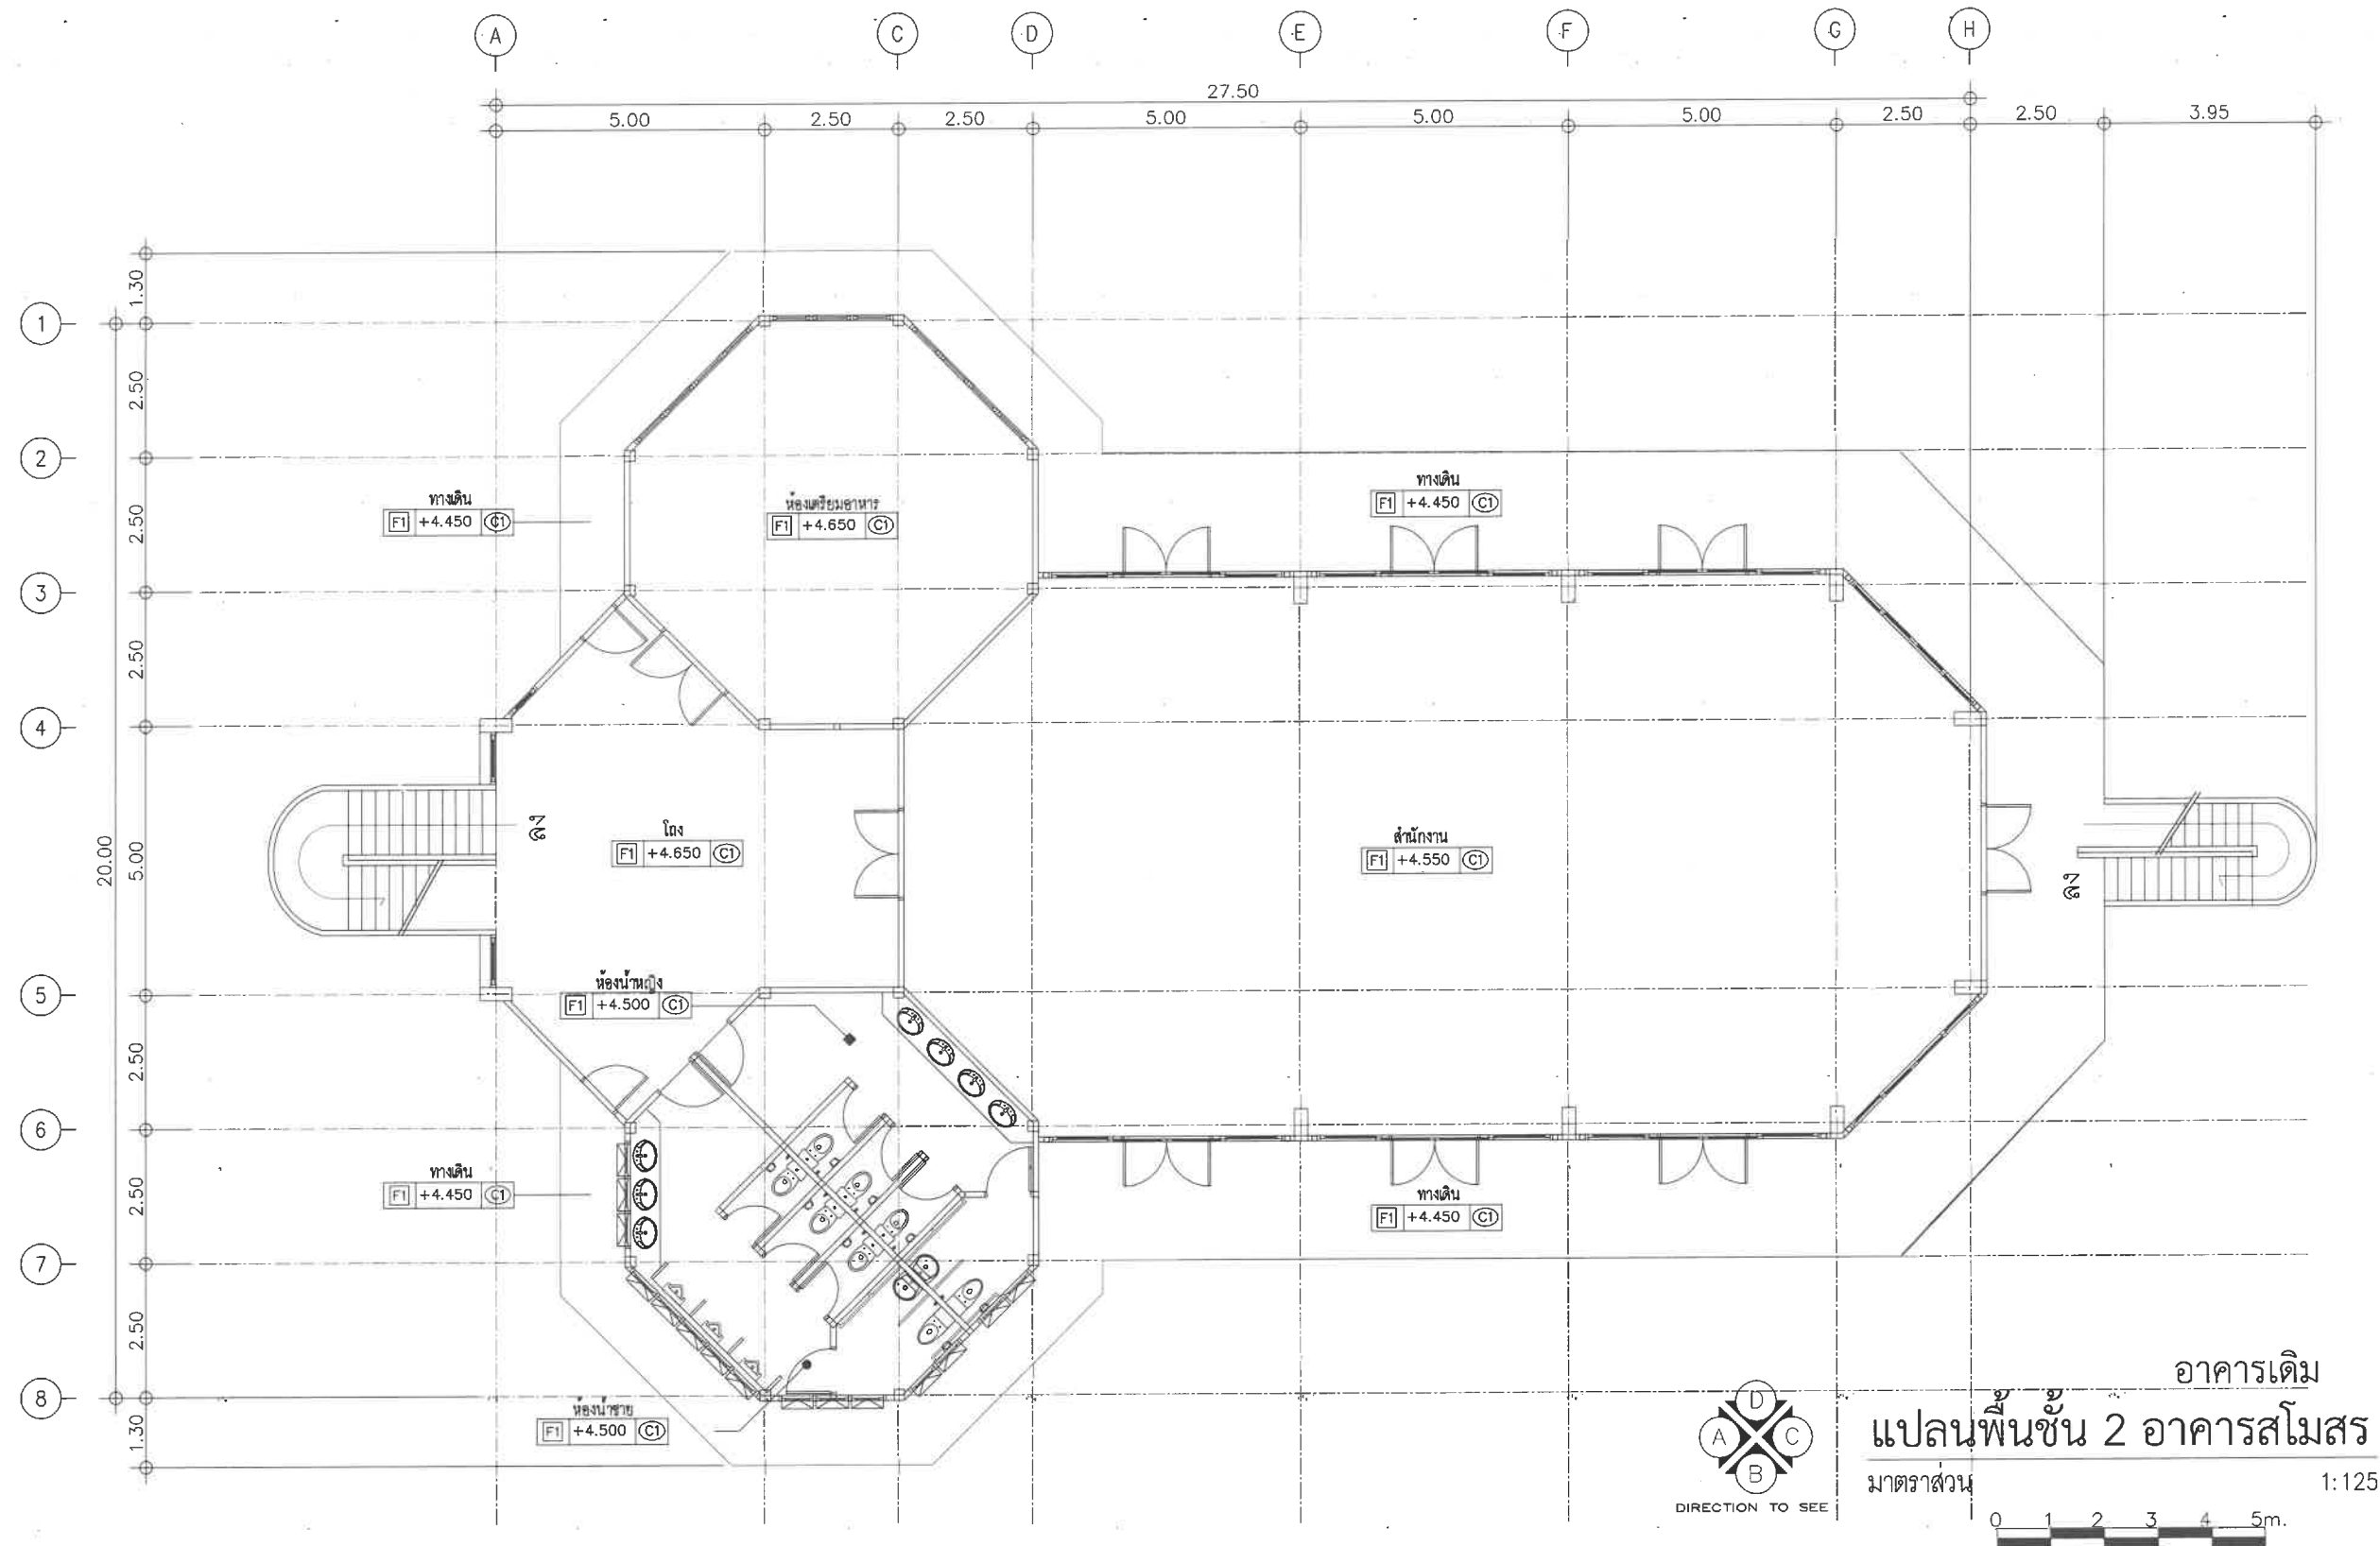 A C D E F G H
27.50
5.00 2.50 2.50 5.00 5.00 5.00 2.50 2.50 3.95
1.30
1
2.50
2
ทางเดิน
F1 +4.450 C1
ห้องเตรียมอาหาร
F1 +4.650 C1
ทางเดิน
F1 +4.450 C1
2.50
3
2.50
4
20.00
5.00
ลง
โถง
F1 +4.650 C1
สำนักงาน
F1 +4.550 C1
ลง
5
ห้องน้ำหญิง
F1 +4.500 C1
2.50
6
ทางเดิน
F1 +4.450 C1
2.50
ทางเดิน
F1 +4.450 C1
7
2.50
8
ห้องน้ำชาย
F1 +4.500 C1
1.30
D
A C
B
DIRECTION TO SEE
อาคารเดิม
แปลนพื้นชั้น 2 อาคารสโมสร
มาตราส่วน 1:125
0 1 2 3 4 5m.